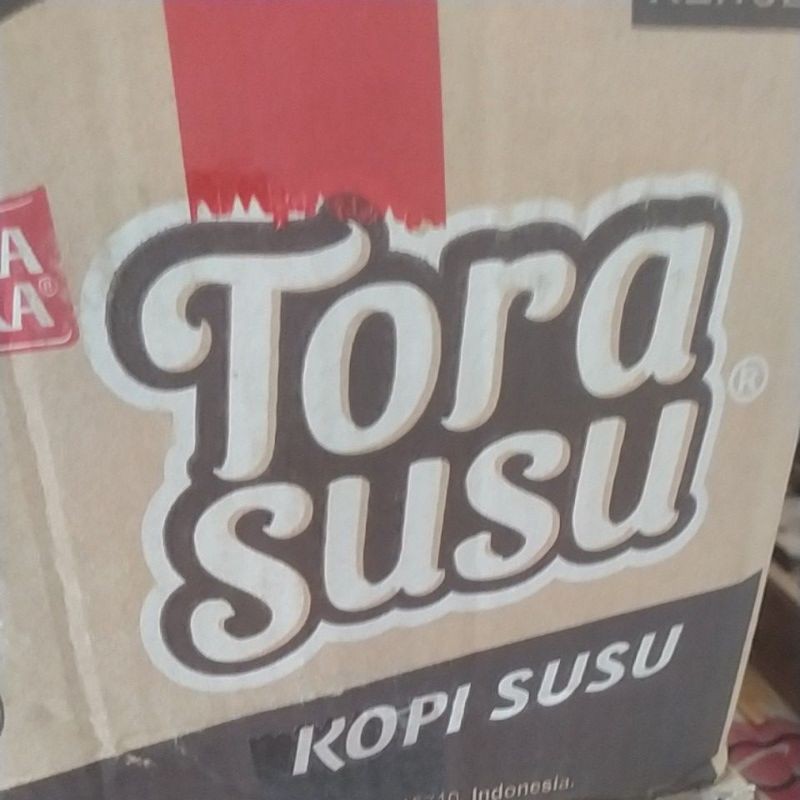 Tora
susu
®
KOPI SUSU
Indonesia.